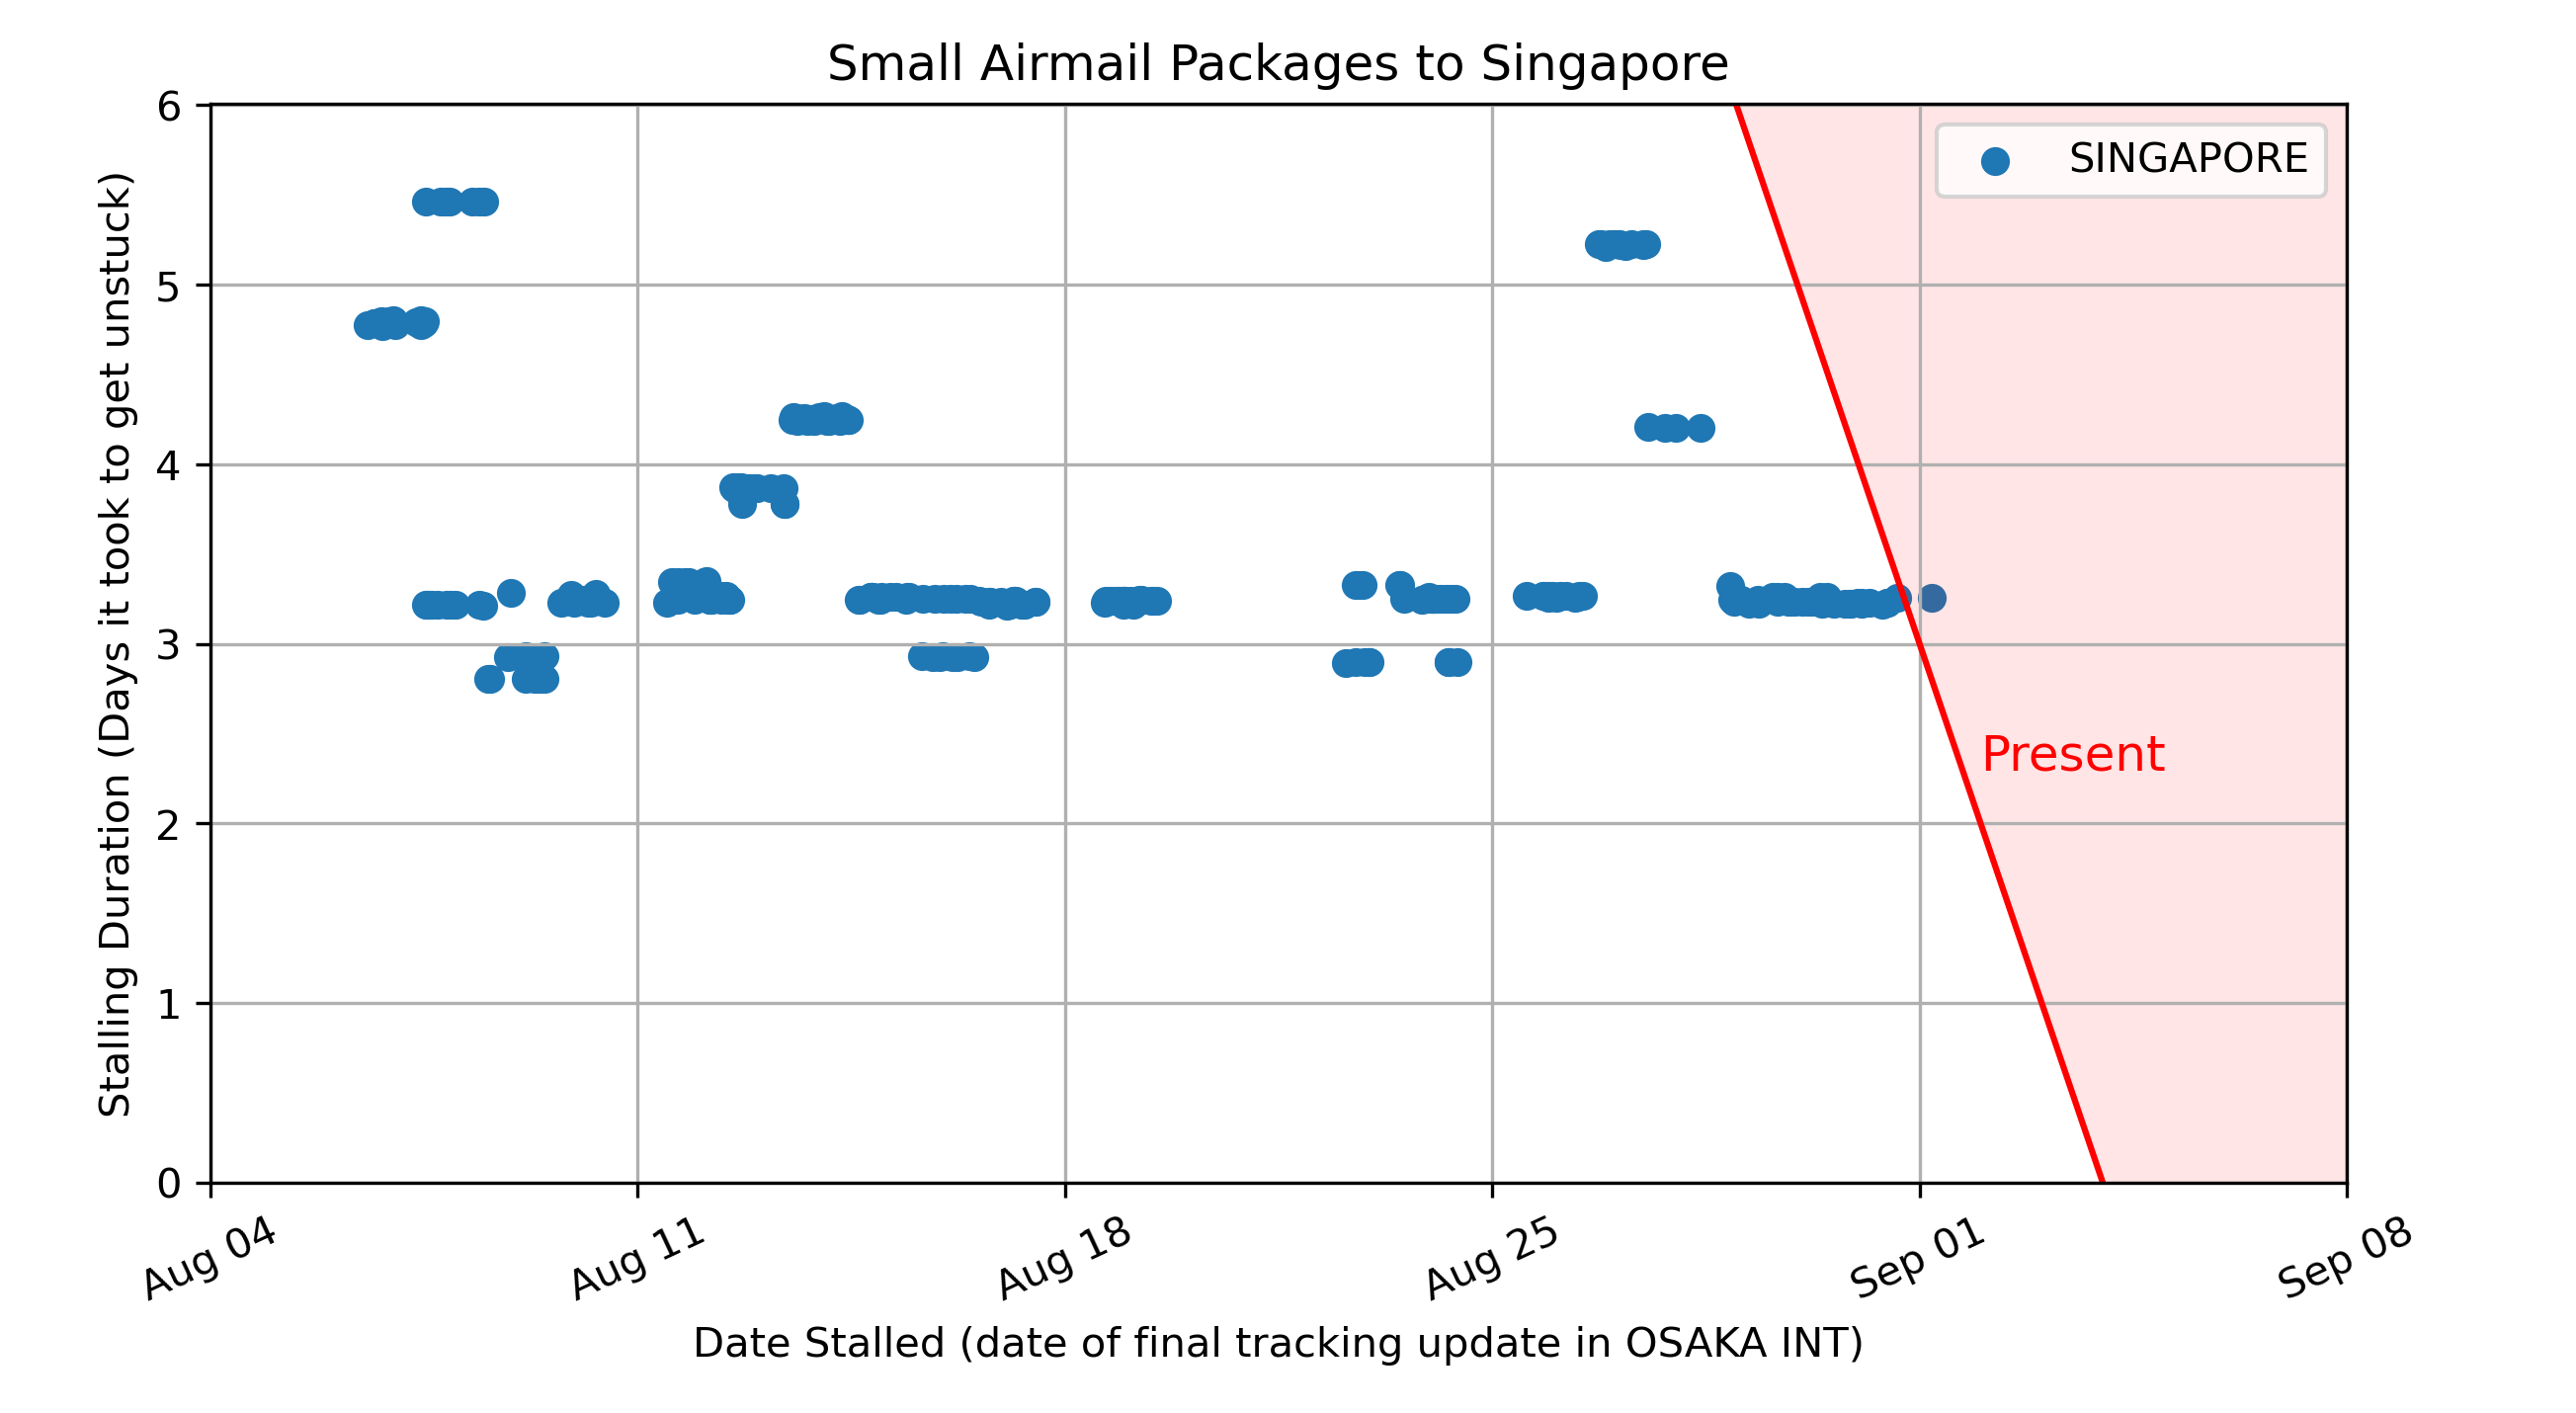 Small Airmail Packages to Singapore
Stalling Duration (Days it took to get unstuck)
6
5
4
3
2
1
0
SINGAPORE
Present
Aug 04
Aug 11
Aug 18
Aug 25
Sep 01
Sep 08
Date Stalled (date of final tracking update in OSAKA INT)